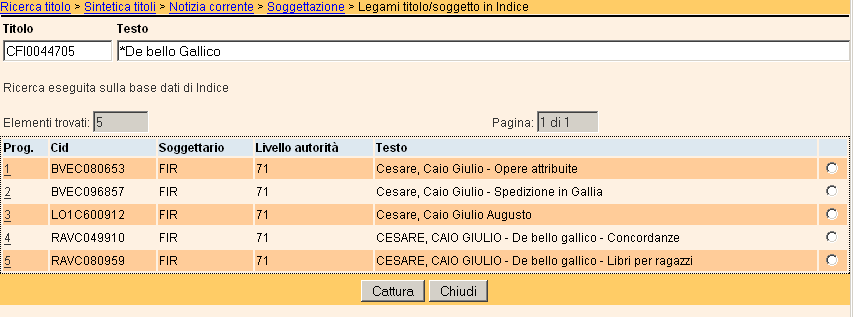 Ricerca titolo > Sintetica titoli > Notizia corrente > Soggettazione > Legami titolo/soggetto in Indice
Titolo Testo
CFI0044705 *De bello Gallico
Ricerca eseguita sulla base dati di Indice
Elementi trovati: 5 Pagina: 1 di 1
Prog. Cid Soggettario Livello autorità Testo
1 BVEC080653 FIR 71 Cesare, Caio Giulio - Opere attribuite
2 BVEC096857 FIR 71 Cesare, Caio Giulio - Spedizione in Gallia
3 LO1C600912 FIR 71 Cesare, Caio Giulio Augusto
4 RAVC049910 FIR 71 CESARE, CAIO GIULIO - De bello gallico - Concordanze
5 RAVC080959 FIR 71 CESARE, CAIO GIULIO - De bello gallico - Libri per ragazzi
Cattura Chiudi